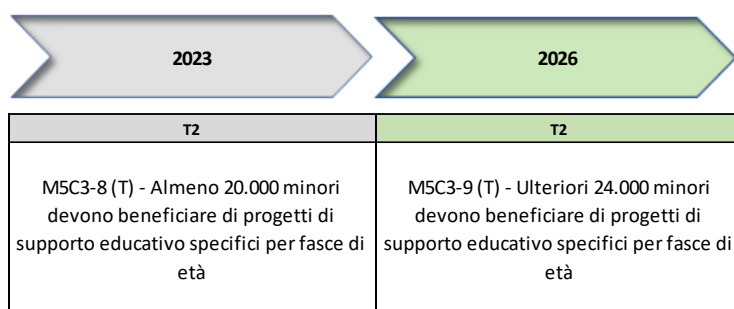 2023
2026
T2
T2
M5C3-8 (T) - Almeno 20.000 minori
devono beneficiare di progetti di
supporto educativo specifici per fasce di
età
M5C3-9 (T) - Ulteriori 24.000 minori
devono beneficiare di progetti di
supporto educativo specifici per fasce di
età